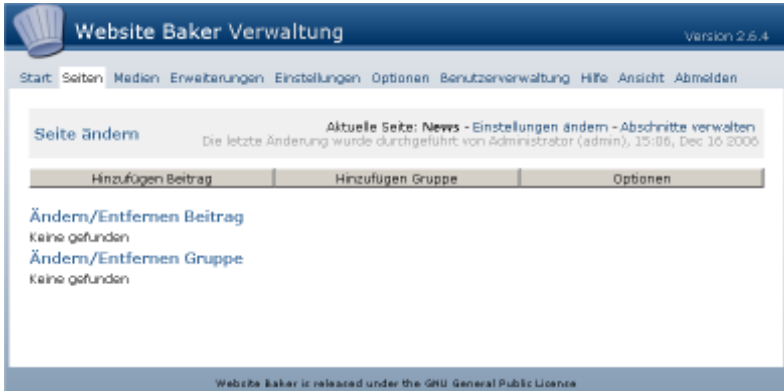 Website Baker Verwaltung
Version 2.6.4
Start Seiten Medien Erweiterungen Einstellungen Optionen Benutzerverwaltung Hilfe Ansicht Abmelden
Seite ändern
Aktuelle Seite: News - Einstellungen ändern - Abschnitte verwalten
Die letzte Änderung wurde durchgeführt von Administrator (admin), 15:06, Dec 16 2006
Hinzufügen Beitrag Hinzufügen Gruppe Optionen
Ändern/Entfernen Beitrag
Keine gefunden
Ändern/Entfernen Gruppe
Keine gefunden
Website Baker is released under the GNU General Public License